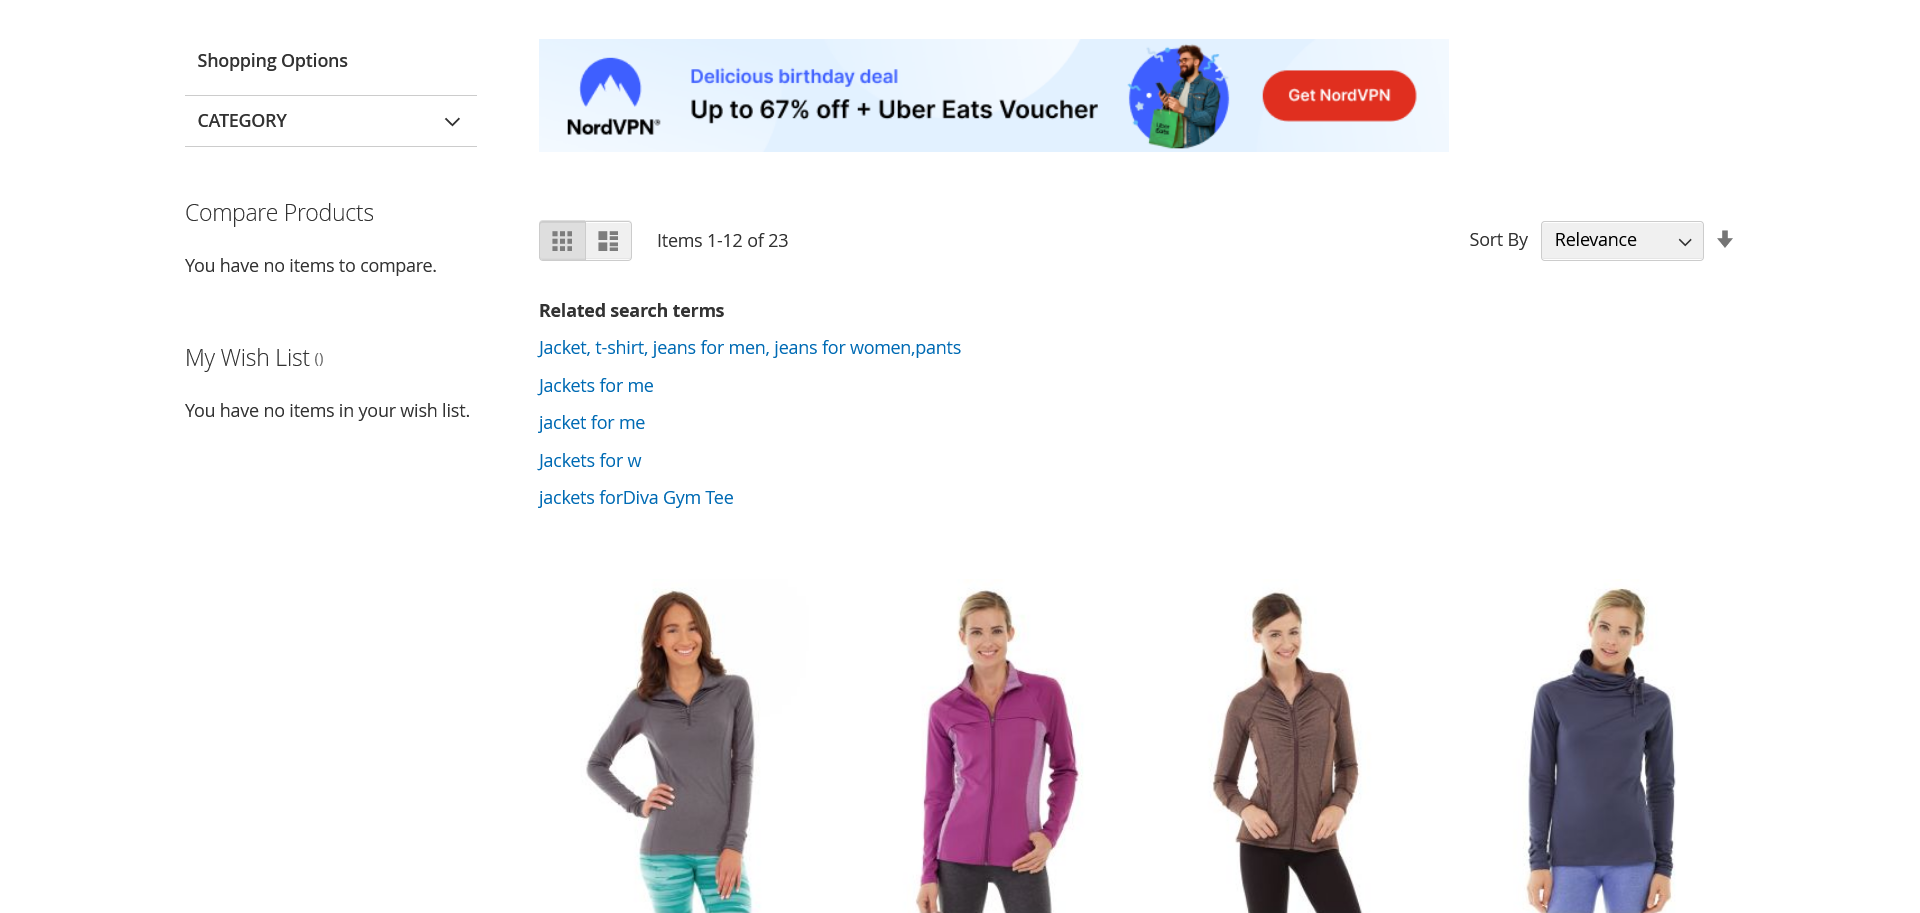 Shopping Options
CATEGORY
Compare Products
You have no items to compare.
My Wish List ()
You have no items in your wish list.
NordVPN®
Delicious birthday deal
Up to 67% off + Uber Eats Voucher
Uber Eats
Get NordVPN
Items 1-12 of 23
Sort By
Relevance
Related search terms
Jacket, t-shirt, jeans for men, jeans for women,pants
Jackets for me
jacket for me
Jackets for w
jackets forDiva Gym Tee